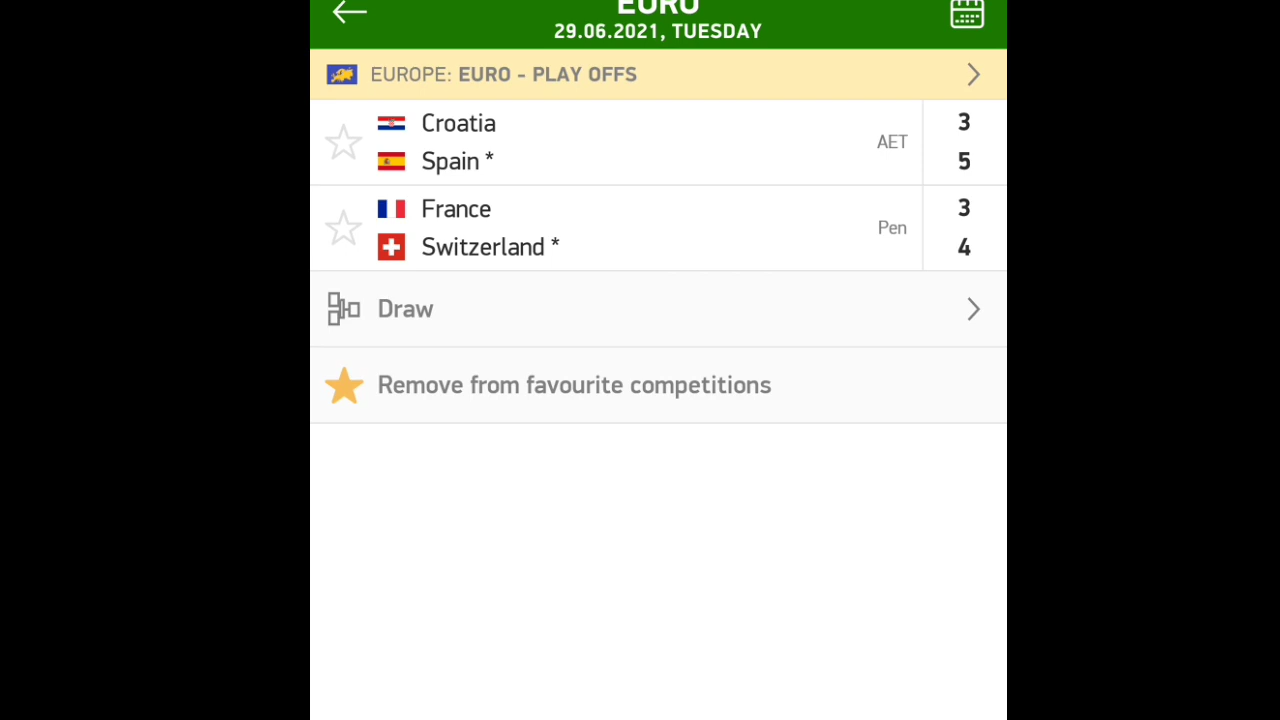 EURO
29.06.2021, TUESDAY
EUROPE: EURO - PLAY OFFS
Croatia 3
AET
Spain * 5
France 3
Pen
Switzerland * 4
Draw
Remove from favourite competitions